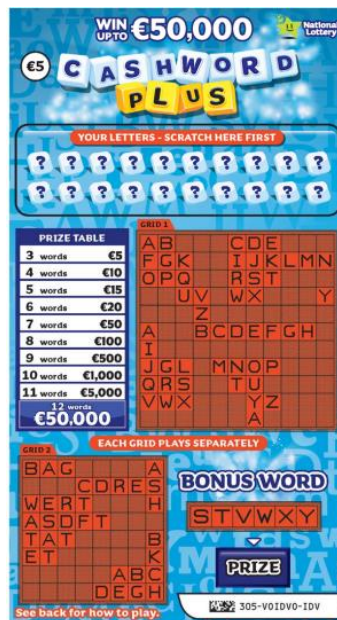 WIN UP TO €50,000
National Lottery
€5
CASHWORD
PLUS
YOUR LETTERS - SCRATCH HERE FIRST
? ? ? ? ? ? ? ? ? ?
? ? ? ? ? ? ? ? ? ?
PRIZE TABLE
3 words €5
4 words €10
5 words €15
6 words €20
7 words €50
8 words €100
9 words €500
10 words €1,000
11 words €5,000
12 words
€50,000
GRID 1
AB CDE
FGK IJKLMN
OPQ RST
UV WX Y
Z
A BCDEFGH
I
JGL MNOP
QRS TU
VWX YZ
A
EACH GRID PLAYS SEPARATELY
GRID 2
BAG A
CDRES
WERT H
ASDFT
TAT B
ET K
ABC
DEGH
See back for how to play.
BONUS WORD
STVWXY
PRIZE
305-VOIDV0-IDV